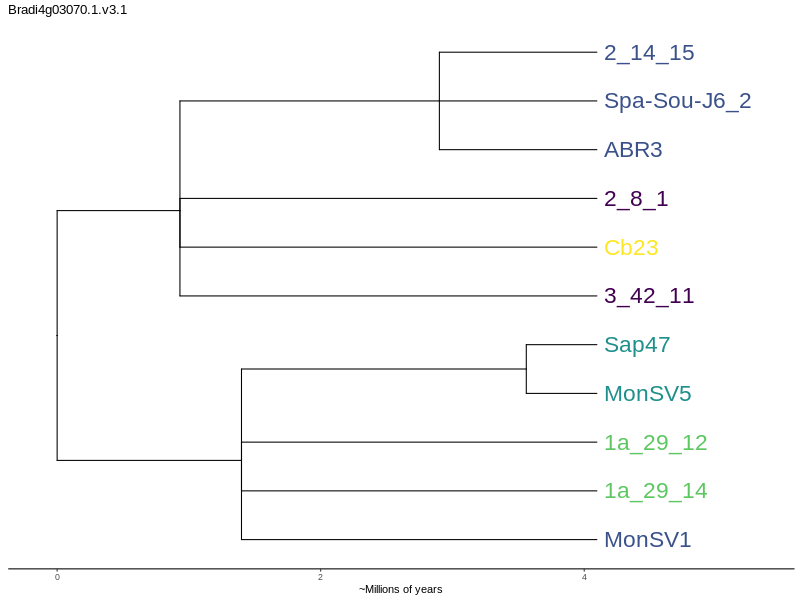 Bradi4g03070.1.v3.1
2_14_15
Spa-Sou-J6_2
ABR3
2_8_1
Cb23
3_42_11
Sap47
MonSV5
1a_29_12
1a_29_14
MonSV1
0 2 4
~Millions of years